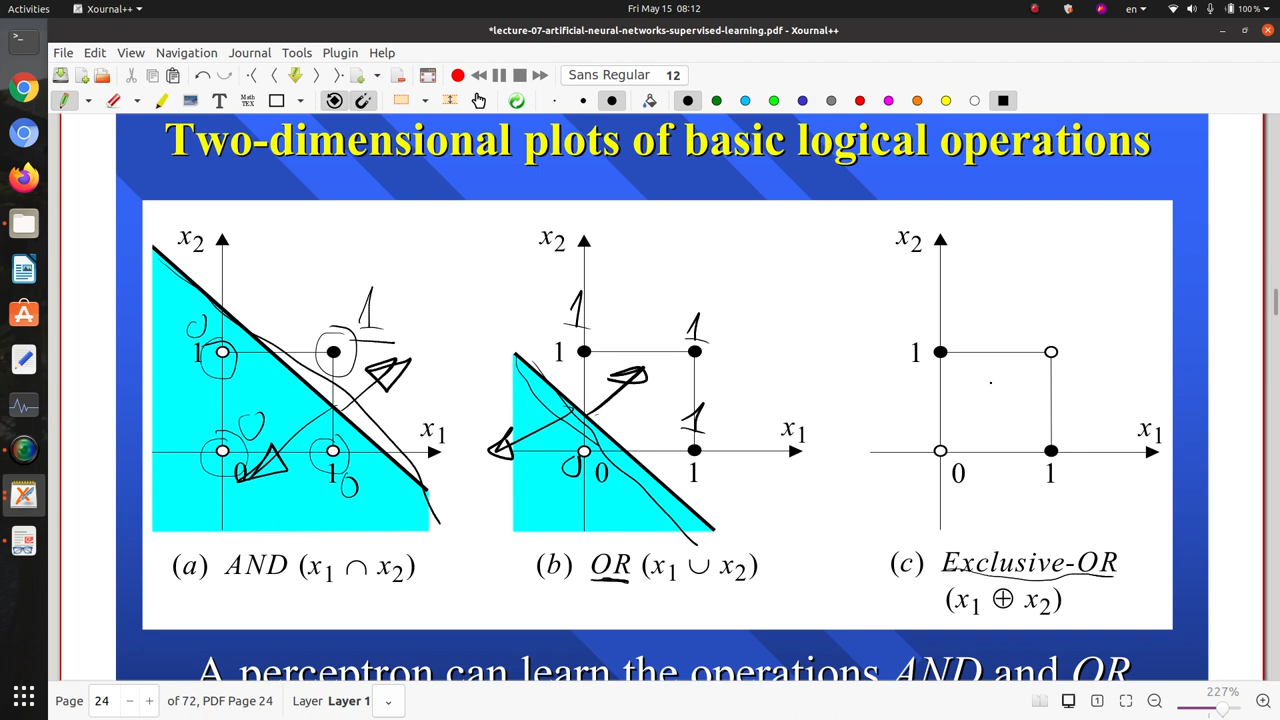 Activities
Xournal++
Fri May 15 08:12
en
100 %
*lecture-07-artificial-neural-networks-supervised-learning.pdf - Xournal++
File Edit View Navigation Journal Tools Plugin Help
Sans Regular 12
Two-dimensional plots of basic logical operations
x2 x2 x2
1 1 1
1 1 1
0 1
x1 x1 x1
0 0
0 1 0 1 0 1
0 0
(a) AND (x1 ∩ x2) (b) OR (x1 ∪ x2) (c) Exclusive-OR
(x1 ⊕ x2)
A perceptron can learn the operations AND and OR
Page 24 of 72, PDF Page 24 Layer Layer 1 227%